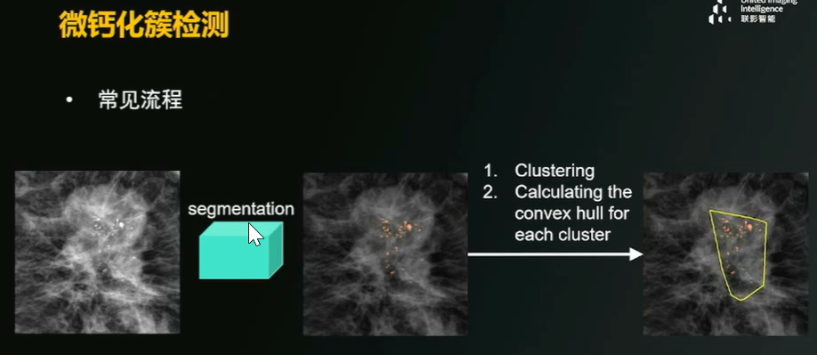 微钙化簇检测
United Imaging
Intelligence
联影智能
• 常见流程
segmentation
1. Clustering
2. Calculating the
convex hull for
each cluster